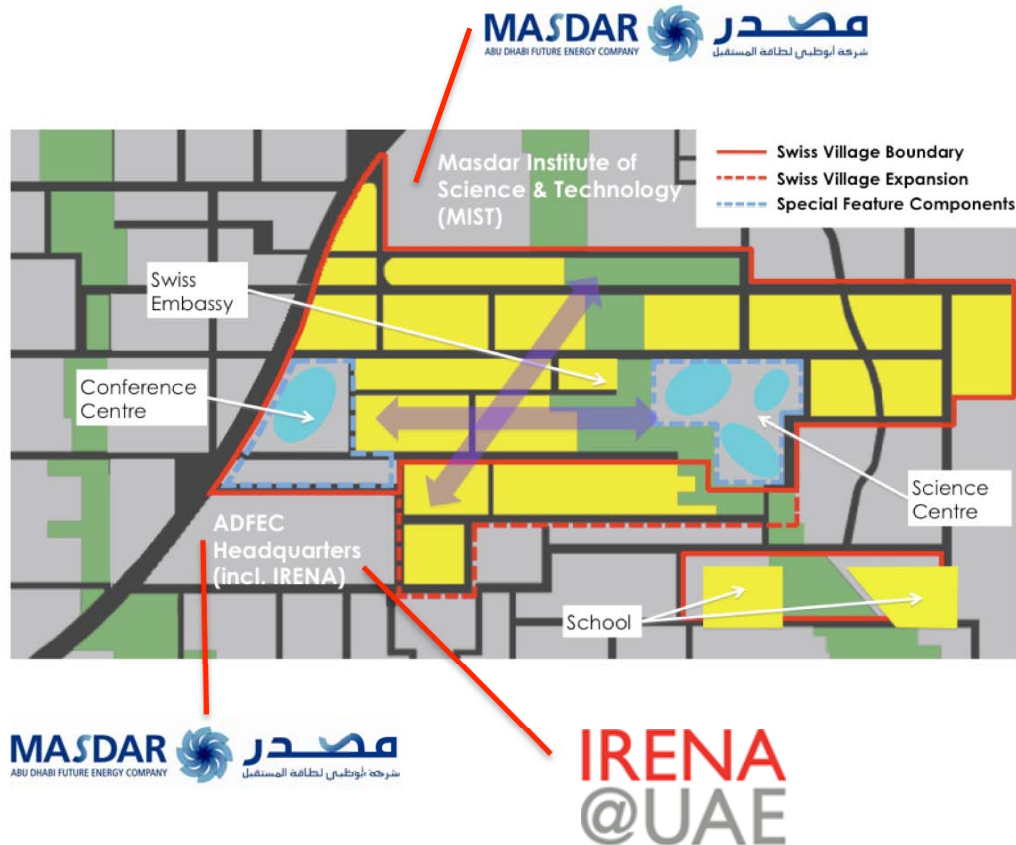 MASDAR مصدر
ABU DHABI FUTURE ENERGY COMPANY شركة أبوظبي لطاقة المستقبل
Masdar Institute of
Science & Technology
(MIST)
Swiss Village Boundary
Swiss Village Expansion
Special Feature Components
Swiss
Embassy
Conference
Centre
Science
Centre
ADFEC
Headquarters
(incl. IRENA)
School
MASDAR مصدر
ABU DHABI FUTURE ENERGY COMPANY شركة أبوظبي لطاقة المستقبل
IRENA
@UAE